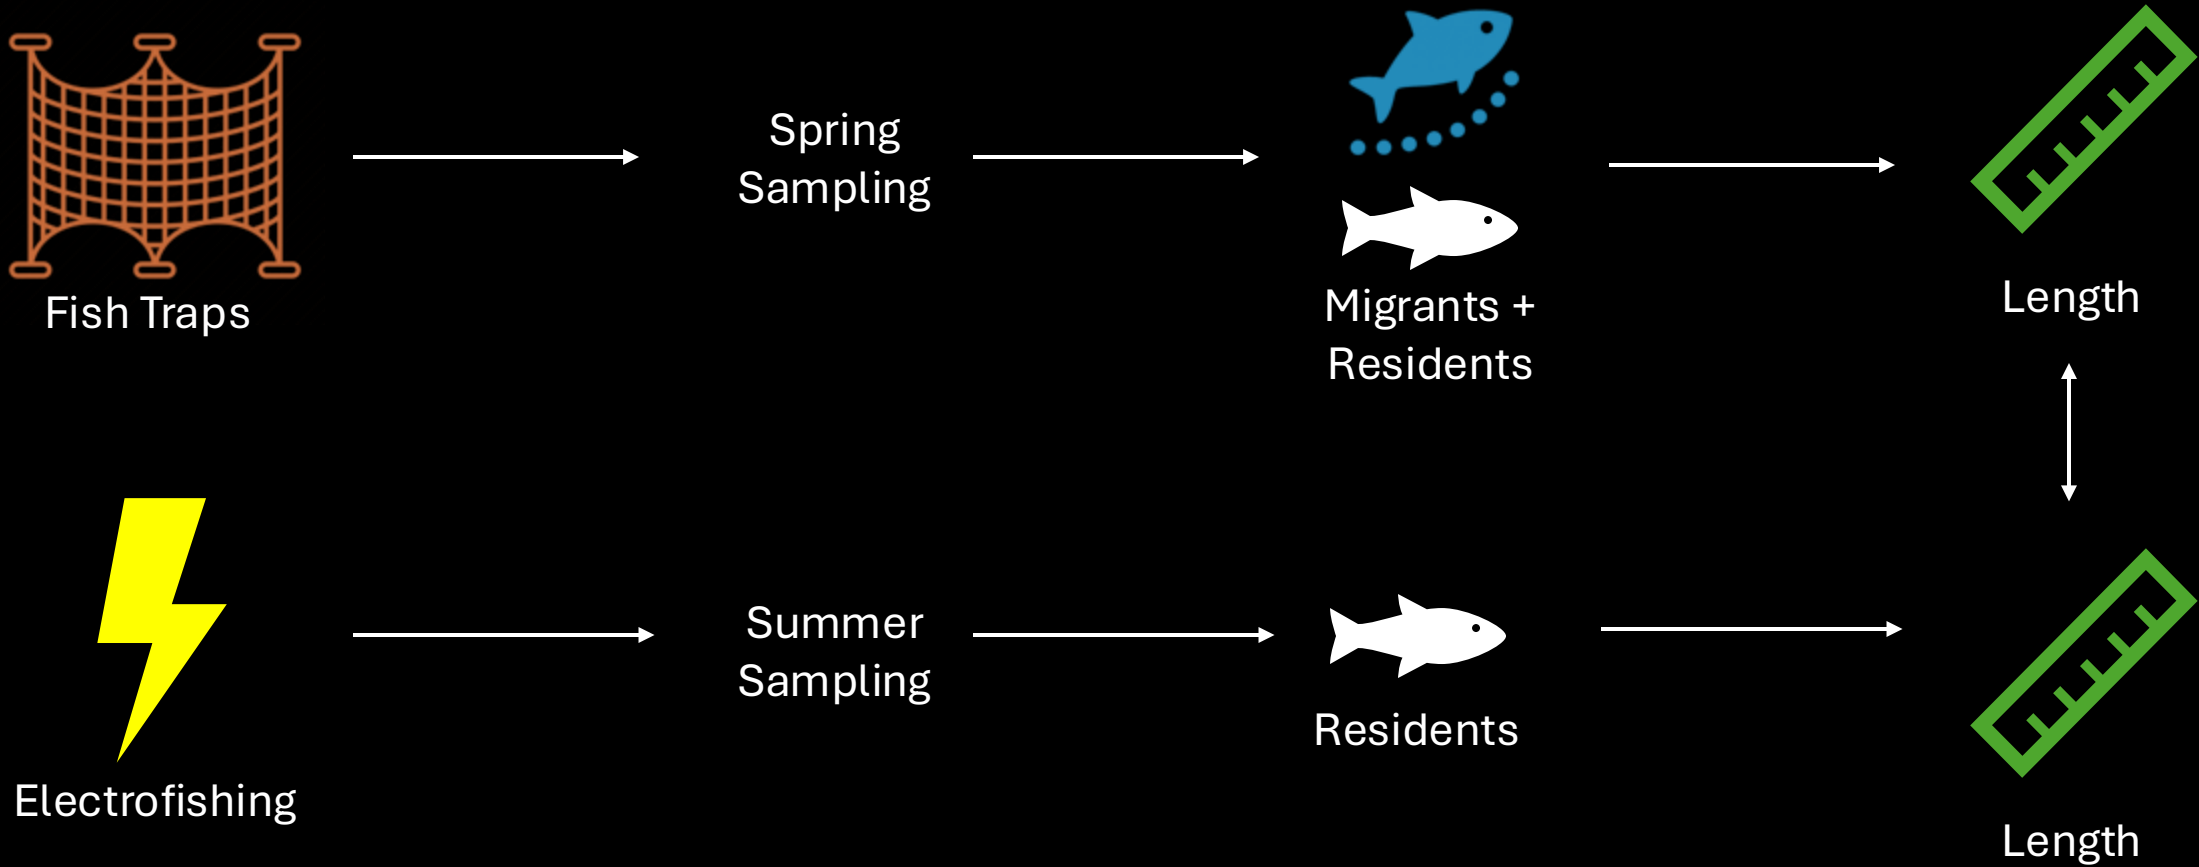 Fish Traps
Spring
Sampling
Migrants +
Residents
Length
Electrofishing
Summer
Sampling
Residents
Length